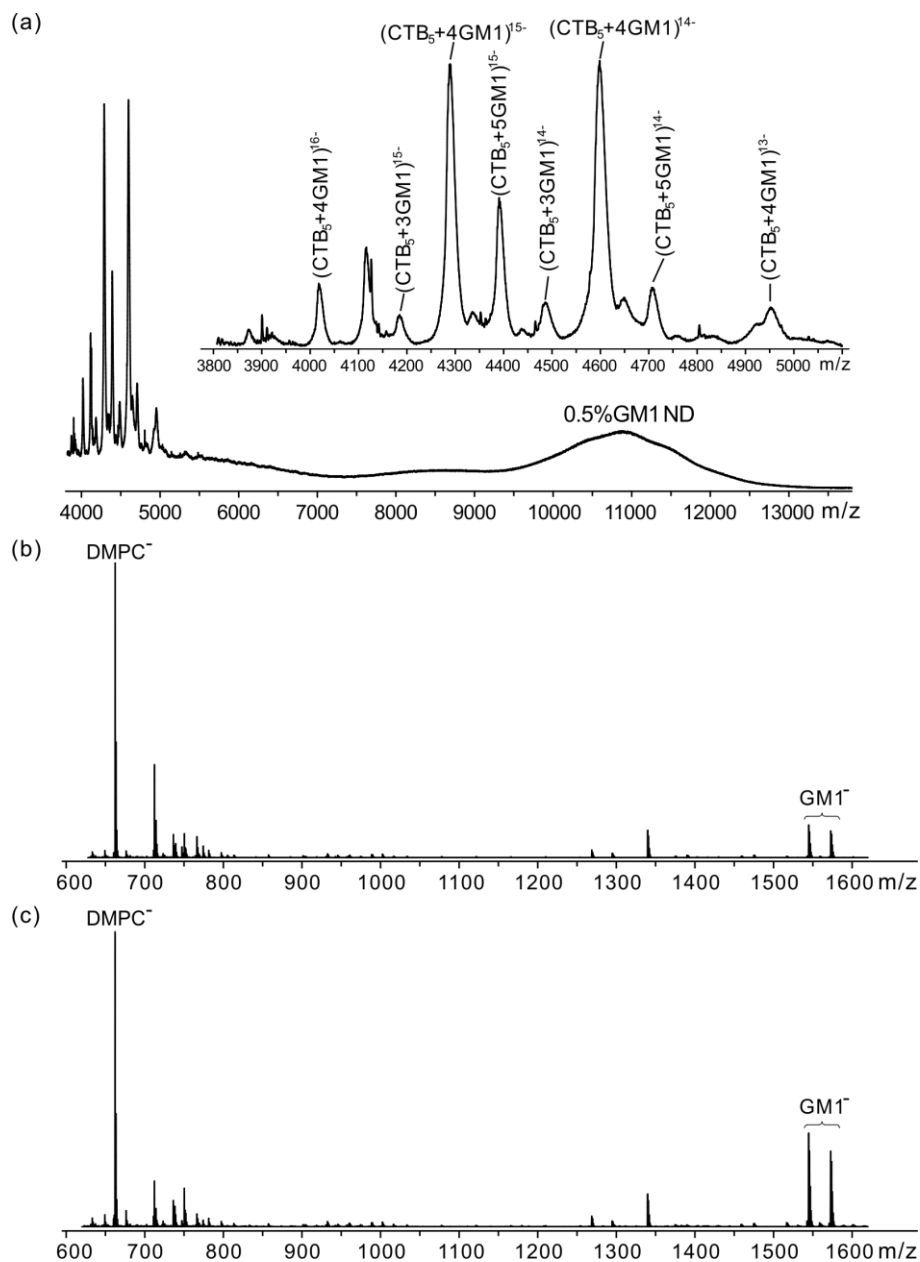 (a)
(CTB₅+4GM1)¹⁶⁻
(CTB₅+3GM1)¹⁵⁻
(CTB₅+4GM1)¹⁵⁻
(CTB₅+5GM1)¹⁵⁻
(CTB₅+3GM1)¹⁴⁻
(CTB₅+4GM1)¹⁴⁻
(CTB₅+5GM1)¹⁴⁻
(CTB₅+4GM1)¹³⁻
3800 3900 4000 4100 4200 4300 4400 4500 4600 4700 4800 4900 5000 m/z
0.5%GM1 ND
4000 5000 6000 7000 8000 9000 10000 11000 12000 13000 m/z
(b)
DMPC⁻
GM1⁻
600 700 800 900 1000 1100 1200 1300 1400 1500 1600 m/z
(c)
DMPC⁻
GM1⁻
600 700 800 900 1000 1100 1200 1300 1400 1500 1600 m/z